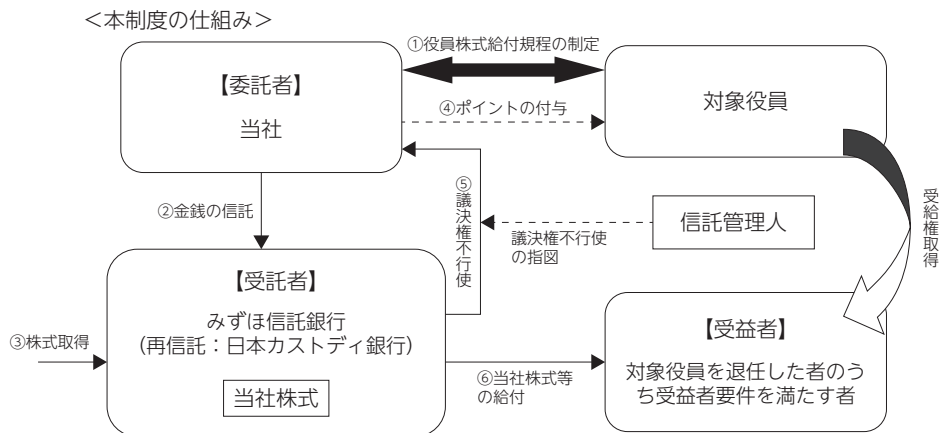 ＜本制度の仕組み＞
①役員株式給付規程の制定
【委託者】
当社
対象役員
④ポイントの付与
②金銭の信託
⑤議決権不行使
議決権不行使
の指図
信託管理人
受給権取得
【受託者】
みずほ信託銀行
（再信託：日本カストディ銀行）
当社株式
③株式取得
⑥当社株式等
の給付
【受益者】
対象役員を退任した者のう
ち受益者要件を満たす者